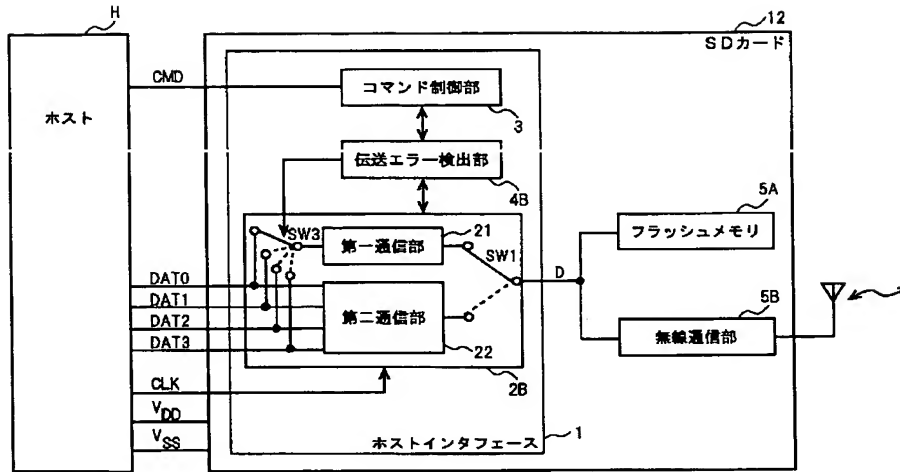 H
12
SDカード
CMD
コマンド制御部
3
ホスト
伝送エラー検出部
4B
5A
フラッシュメモリ
21
SW3
第一通信部
SW1
D
DAT0
DAT1
DAT2
DAT3
第二通信部
22
5B
無線通信部
CLK
2B
VDD
VSS
ホストインタフェース
1